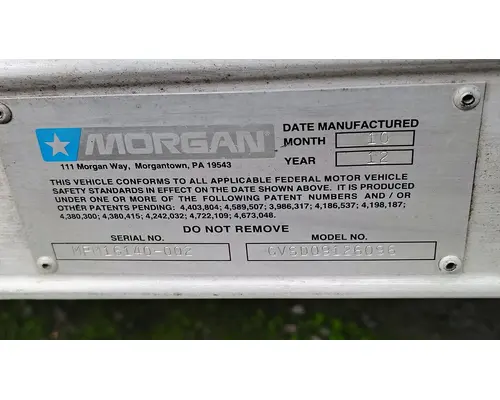 MORGAN
DATE MANUFACTURED
MONTH 10
YEAR 12
111 Morgan Way, Morgantown, PA 19543
THIS VEHICLE CONFORMS TO ALL APPLICABLE FEDERAL MOTOR VEHICLE
SAFETY STANDARDS IN EFFECT ON THE DATE SHOWN ABOVE. IT IS PRODUCED
UNDER ONE OR MORE OF THE FOLLOWING PATENT NUMBERS AND / OR
OTHER PATENTS PENDING: 4,403,804; 4,589,507; 3,986,317; 4,186,537; 4,198,187;
4,380,300; 4,380,415; 4,242,032; 4,722,109; 4,673,048.
DO NOT REMOVE
SERIAL NO. MODEL NO.
GVSD09126096